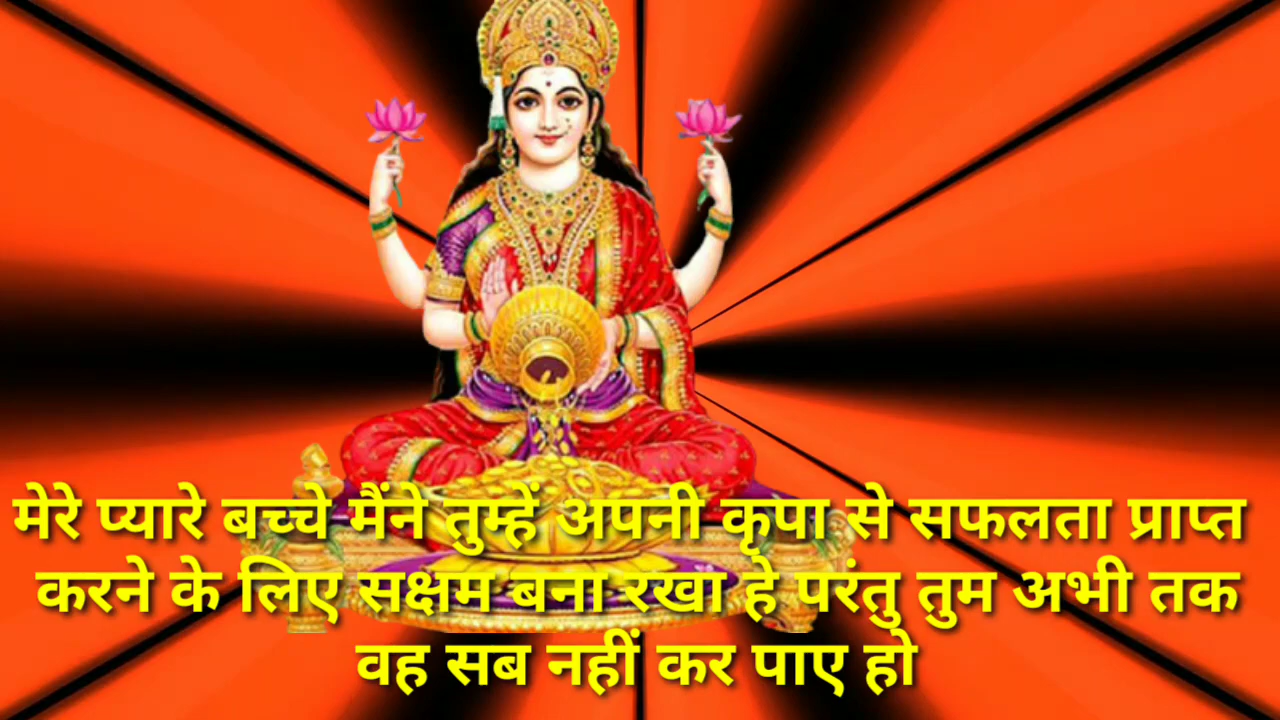 मेरे प्यारे बच्चे मैंने तुम्हें अपनी कृपा से सफलता प्राप्त
करने के लिए सक्षम बना रखा हे परंतु तुम अभी तक
वह सब नहीं कर पाए हो